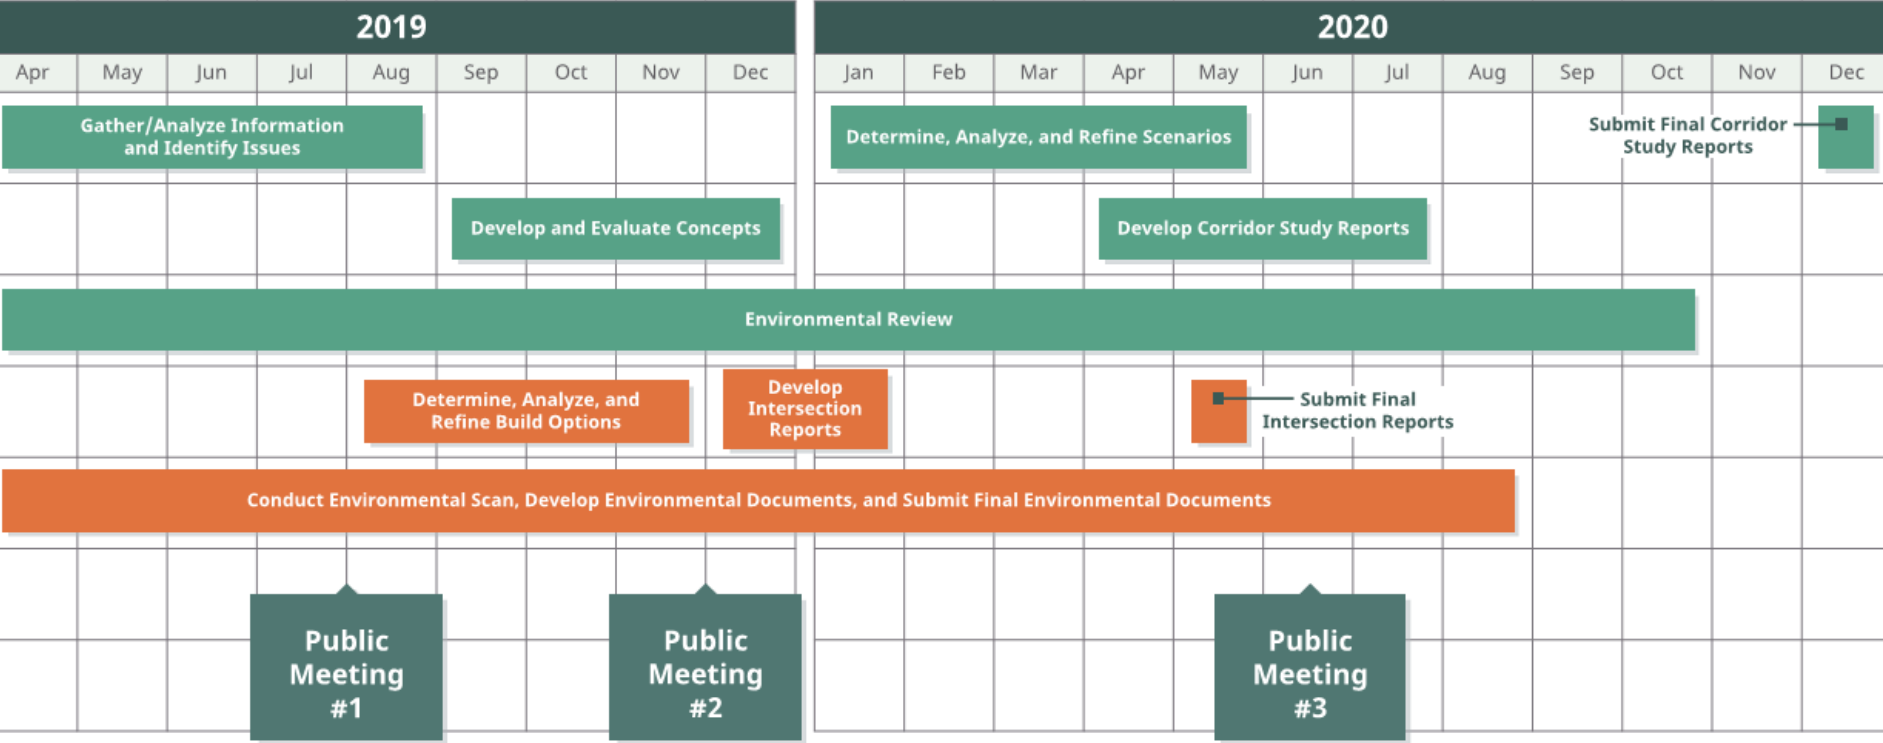 2019
2020
Apr May Jun Jul Aug Sep Oct Nov Dec
Jan Feb Mar Apr May Jun Jul Aug Sep Oct Nov Dec
Gather/Analyze Information
and Identify Issues
Determine, Analyze, and Refine Scenarios
Submit Final Corridor
Study Reports
Develop and Evaluate Concepts
Develop Corridor Study Reports
Environmental Review
Determine, Analyze, and
Refine Build Options
Develop
Intersection
Reports
Submit Final
Intersection Reports
Conduct Environmental Scan, Develop Environmental Documents, and Submit Final Environmental Documents
Public
Meeting
#1
Public
Meeting
#2
Public
Meeting
#3